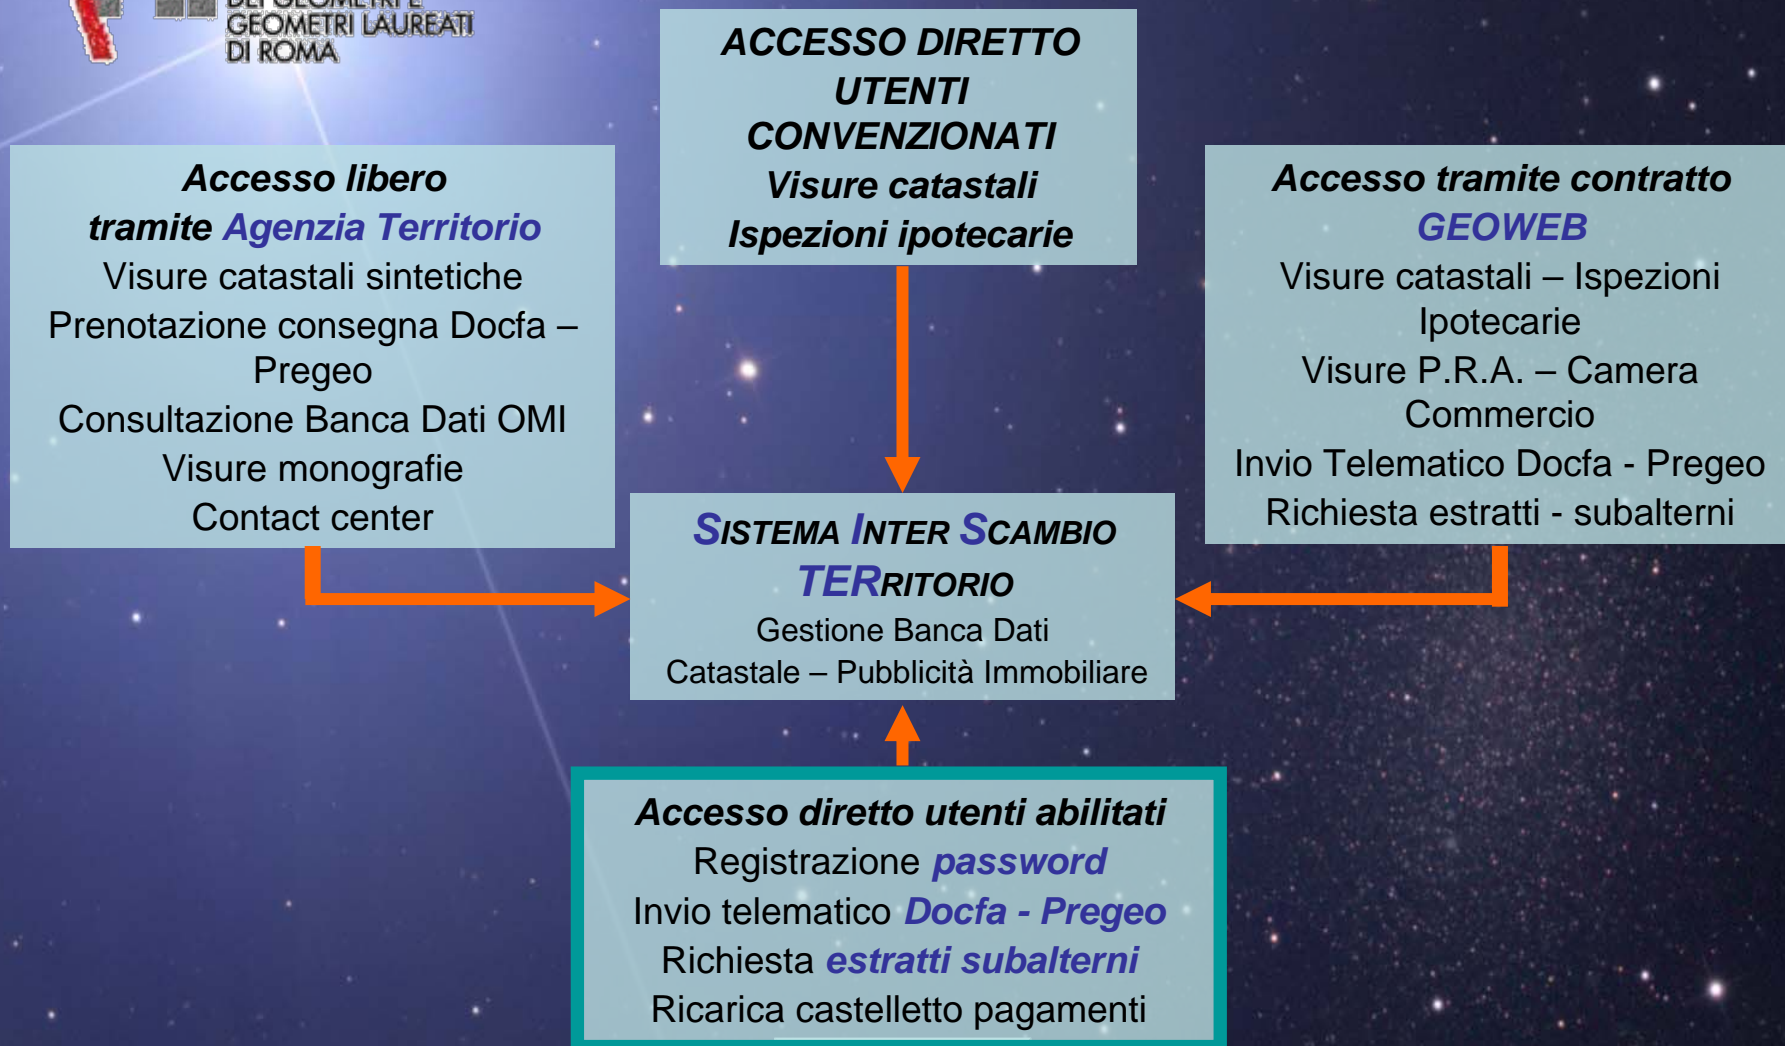 DEI GEOMETRI E
GEOMETRI LAUREATI
DI ROMA
ACCESSO DIRETTO
UTENTI
CONVENZIONATI
Visure catastali
Ispezioni ipotecarie
Accesso libero
tramite Agenzia Territorio
Visure catastali sintetiche
Prenotazione consegna Docfa –
Pregeo
Consultazione Banca Dati OMI
Visure monografie
Contact center
Accesso tramite contratto
GEOWEB
Visure catastali – Ispezioni
Ipotecarie
Visure P.R.A. – Camera
Commercio
Invio Telematico Docfa - Pregeo
Richiesta estratti - subalterni
SISTEMA INTER SCAMBIO
TERRITORIO
Gestione Banca Dati
Catastale – Pubblicità Immobiliare
Accesso diretto utenti abilitati
Registrazione password
Invio telematico Docfa - Pregeo
Richiesta estratti subalterni
Ricarica castelletto pagamenti